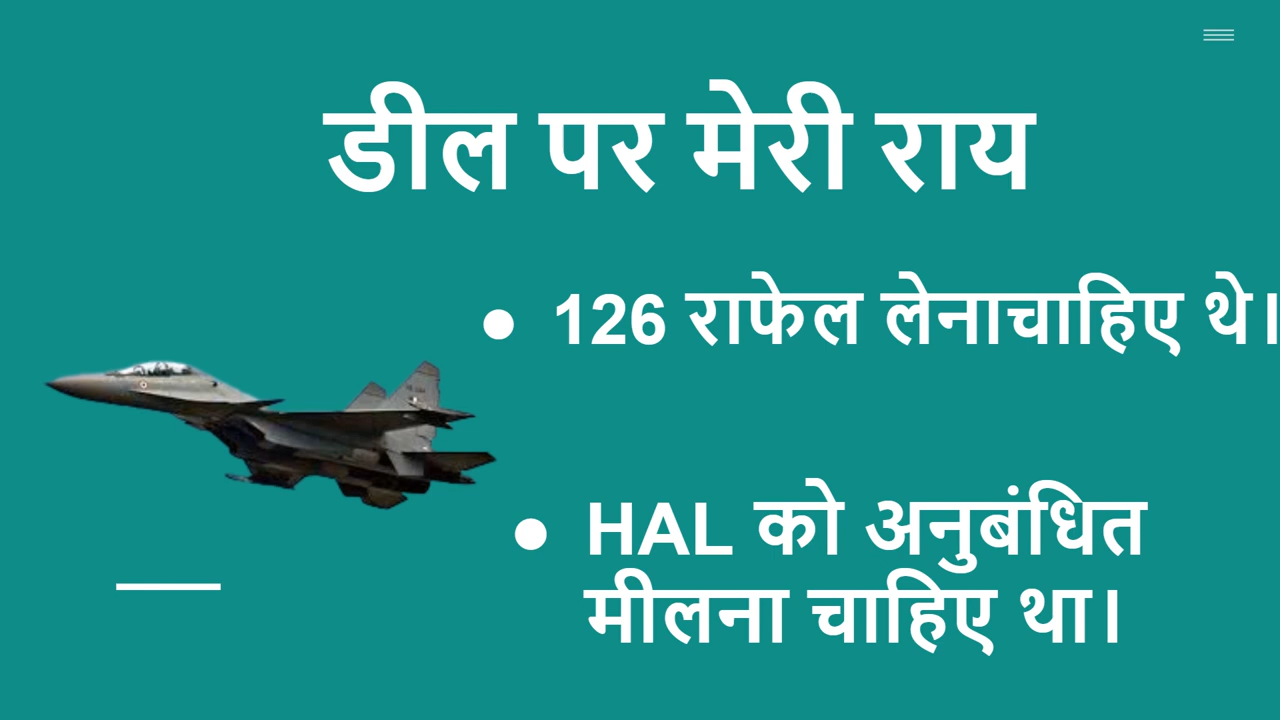 डील पर मेरी राय
● 126 राफेल लेनाचाहिए थे।
● HAL को अनुबंधित
मीलना चाहिए था।